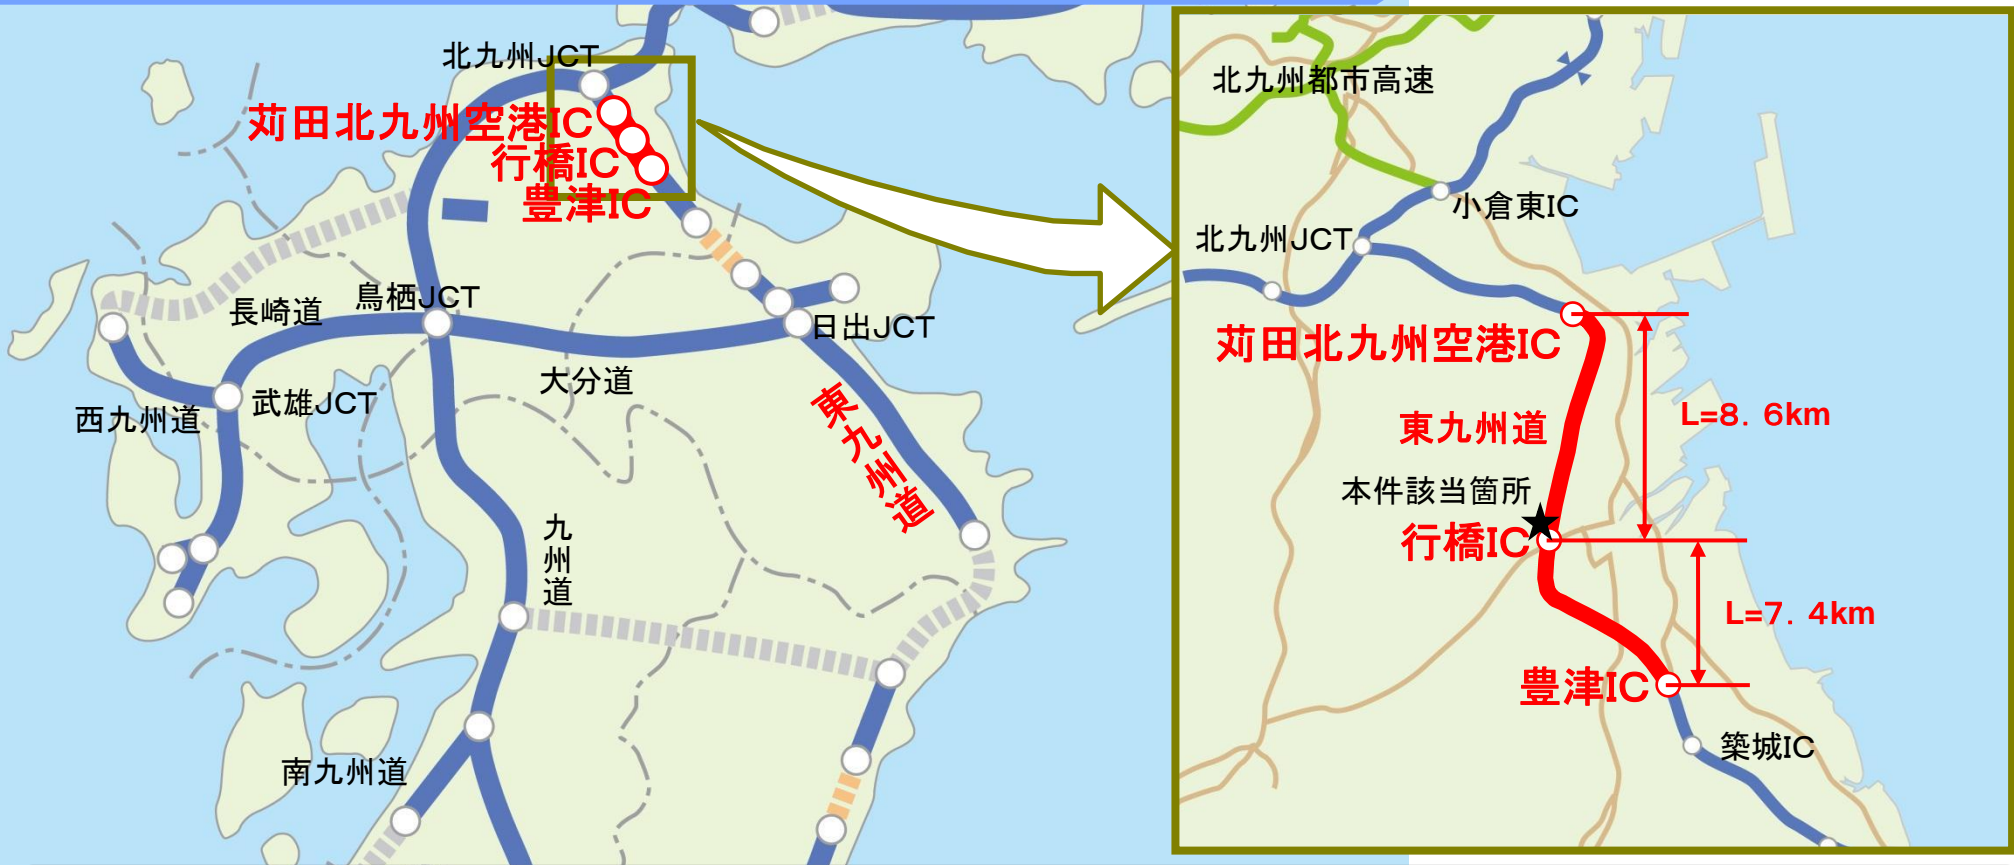 北九州JCT
苅田北九州空港IC
行橋IC
豊津IC
長崎道
鳥栖JCT
日出JCT
大分道
西九州道
武雄JCT
東九州道
九州道
南九州道
北九州都市高速
小倉東IC
北九州JCT
苅田北九州空港IC
東九州道
L=8．6km
本件該当箇所
行橋IC
L=7．4km
豊津IC
築城IC